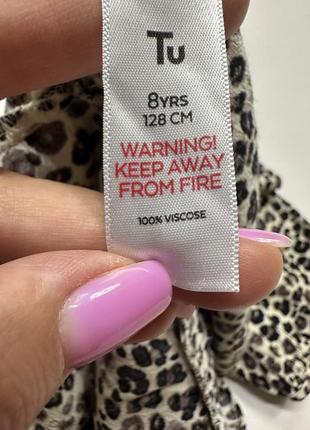 Tu
8YRS
128 CM
WARNING!
KEEP AWAY
FROM FIRE
100% VISCOSE